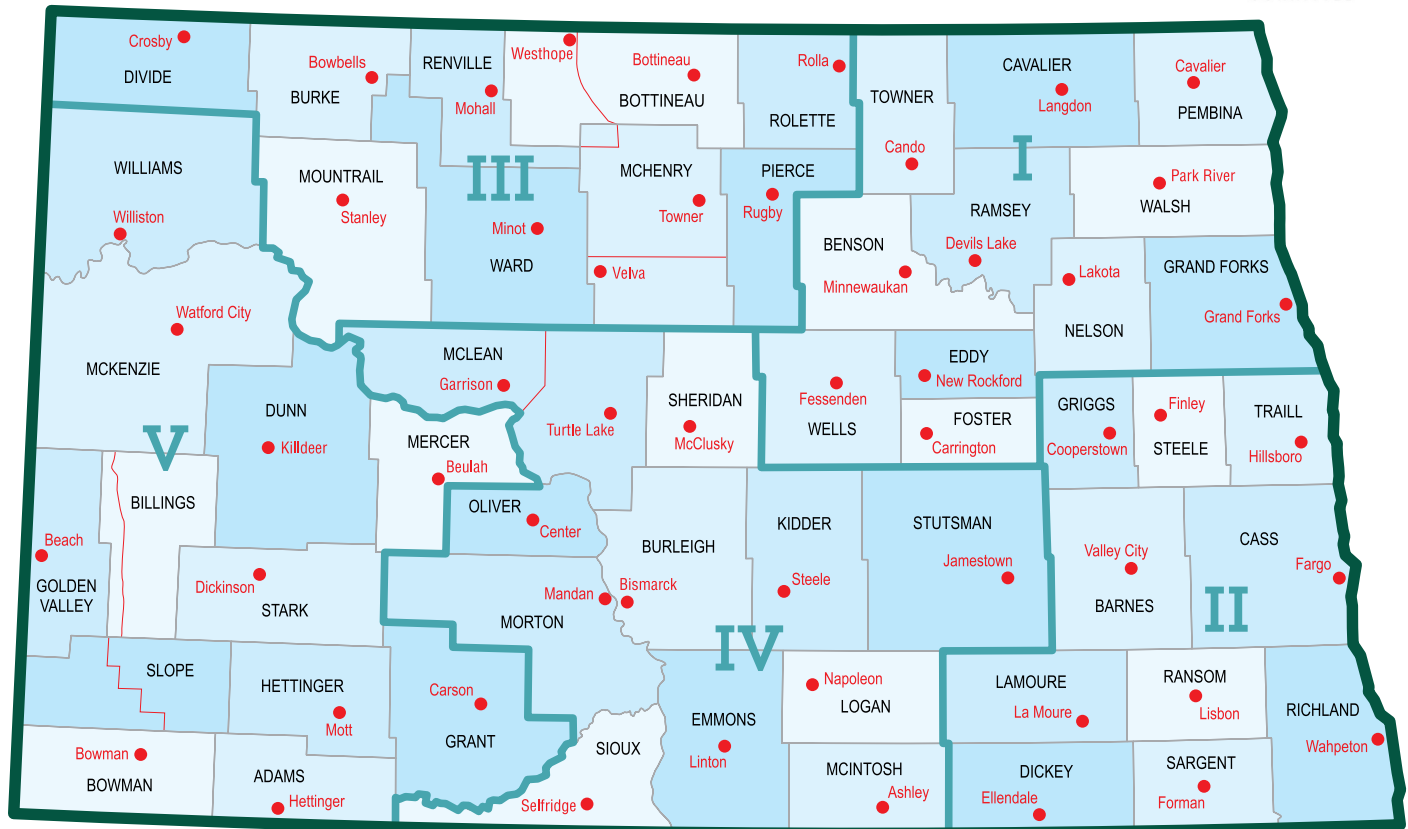 Crosby
DIVIDE
Bowbells
BURKE
RENVILLE
Mohall
Westhope
Bottineau
BOTTINEAU
Rolla
ROLETTE
TOWNER
Cando
CAVALIER
Langdon
Cavalier
PEMBINA
I
WILLIAMS
Williston
MOUNTRAIL
Stanley
III
Minot
WARD
MCHENRY
Towner
Velva
PIERCE
Rugby
BENSON
Minnewaukan
RAMSEY
Devils Lake
Park River
WALSH
Lakota
NELSON
GRAND FORKS
Grand Forks
Watford City
MCKENZIE
DUNN
Killdeer
V
MCLEAN
Garrison
Turtle Lake
MERCER
Beulah
SHERIDAN
McClusky
Fessenden
WELLS
EDDY
New Rockford
FOSTER
Carrington
GRIGGS
Cooperstown
Finley
STEELE
TRAILL
Hillsboro
Beach
GOLDEN
VALLEY
BILLINGS
Dickinson
STARK
OLIVER
Center
Mandan
MORTON
BURLEIGH
Bismarck
KIDDER
Steele
IV
STUTSMAN
Jamestown
Valley City
BARNES
CASS
Fargo
II
SLOPE
HETTINGER
Mott
Carson
GRANT
Bowman
BOWMAN
ADAMS
Hettinger
SIOUX
Selfridge
EMMONS
Linton
Napoleon
LOGAN
MCINTOSH
Ashley
LAMOURE
La Moure
DICKEY
Ellendale
RANSOM
Lisbon
SARGENT
Forman
RICHLAND
Wahpeton